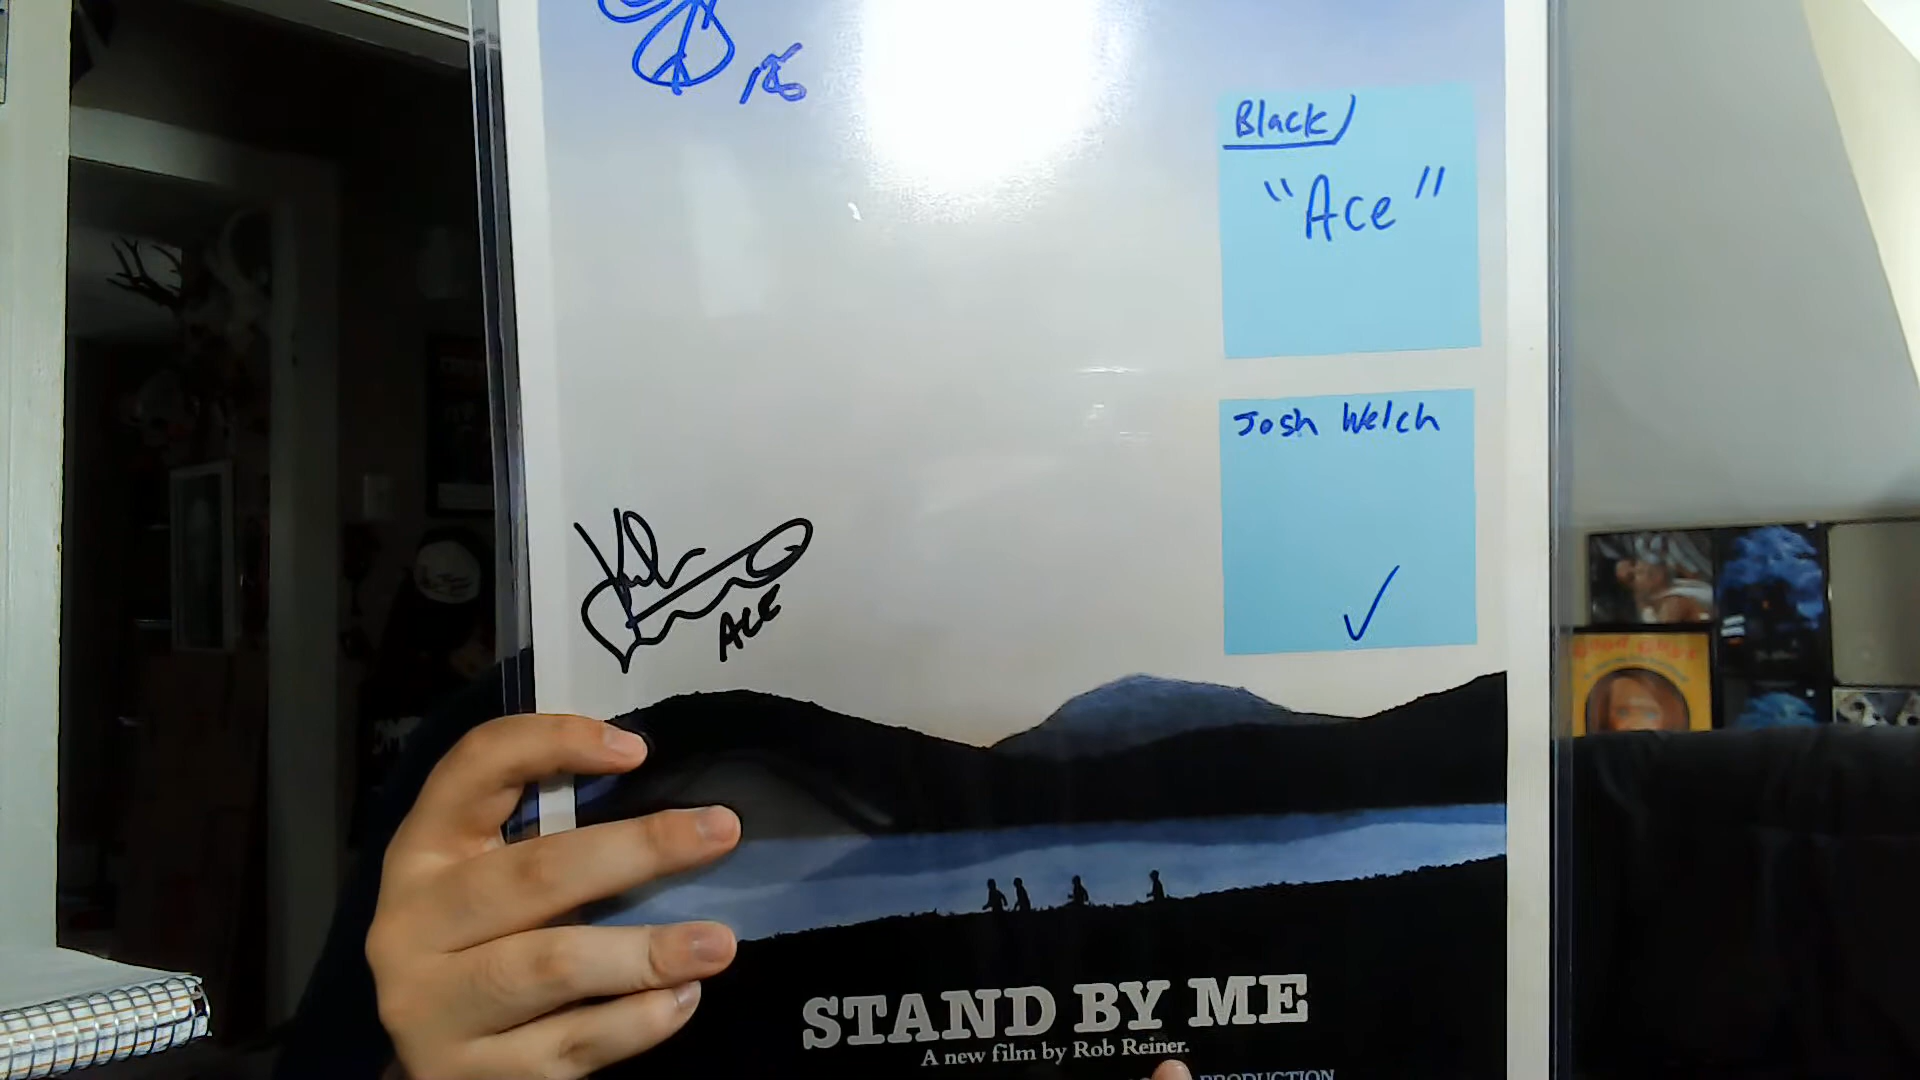 Black
"Ace"
Josh Welch
ACE
STAND BY ME
A new film by Rob Reiner.
PRODUCTION